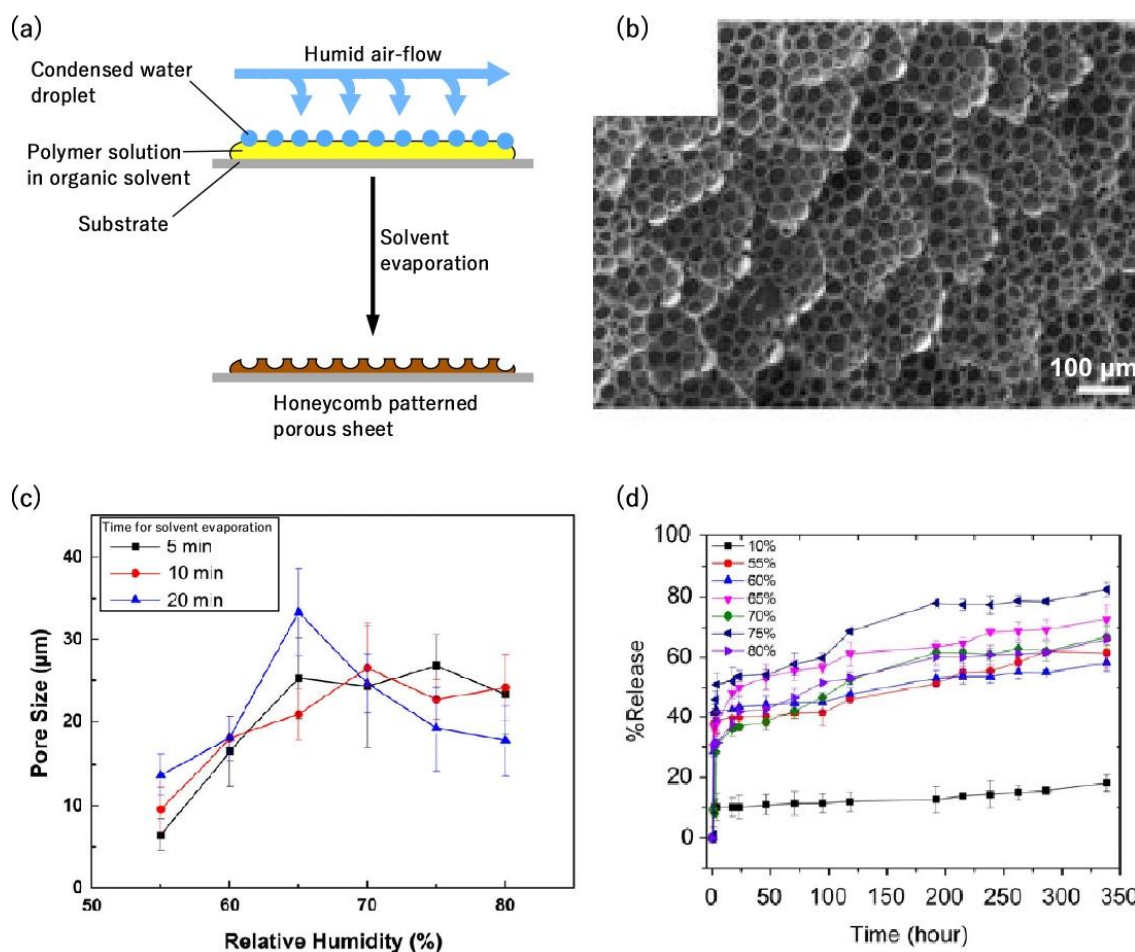 (a)
Humid air-flow
Condensed water
droplet
Polymer solution
in organic solvent
Substrate
Solvent
evaporation
Honeycomb patterned
porous sheet
(b)
100 μm
(c)
Time for solvent evaporation
5 min
10 min
20 min
40
30
20
10
0
50
60
70
80
Pore Size (μm)
Relative Humidity (%)
(d)
100
80
60
40
20
0
10%
55%
60%
65%
70%
75%
80%
%Release
0
50
100
150
200
250
300
350
Time (hour)